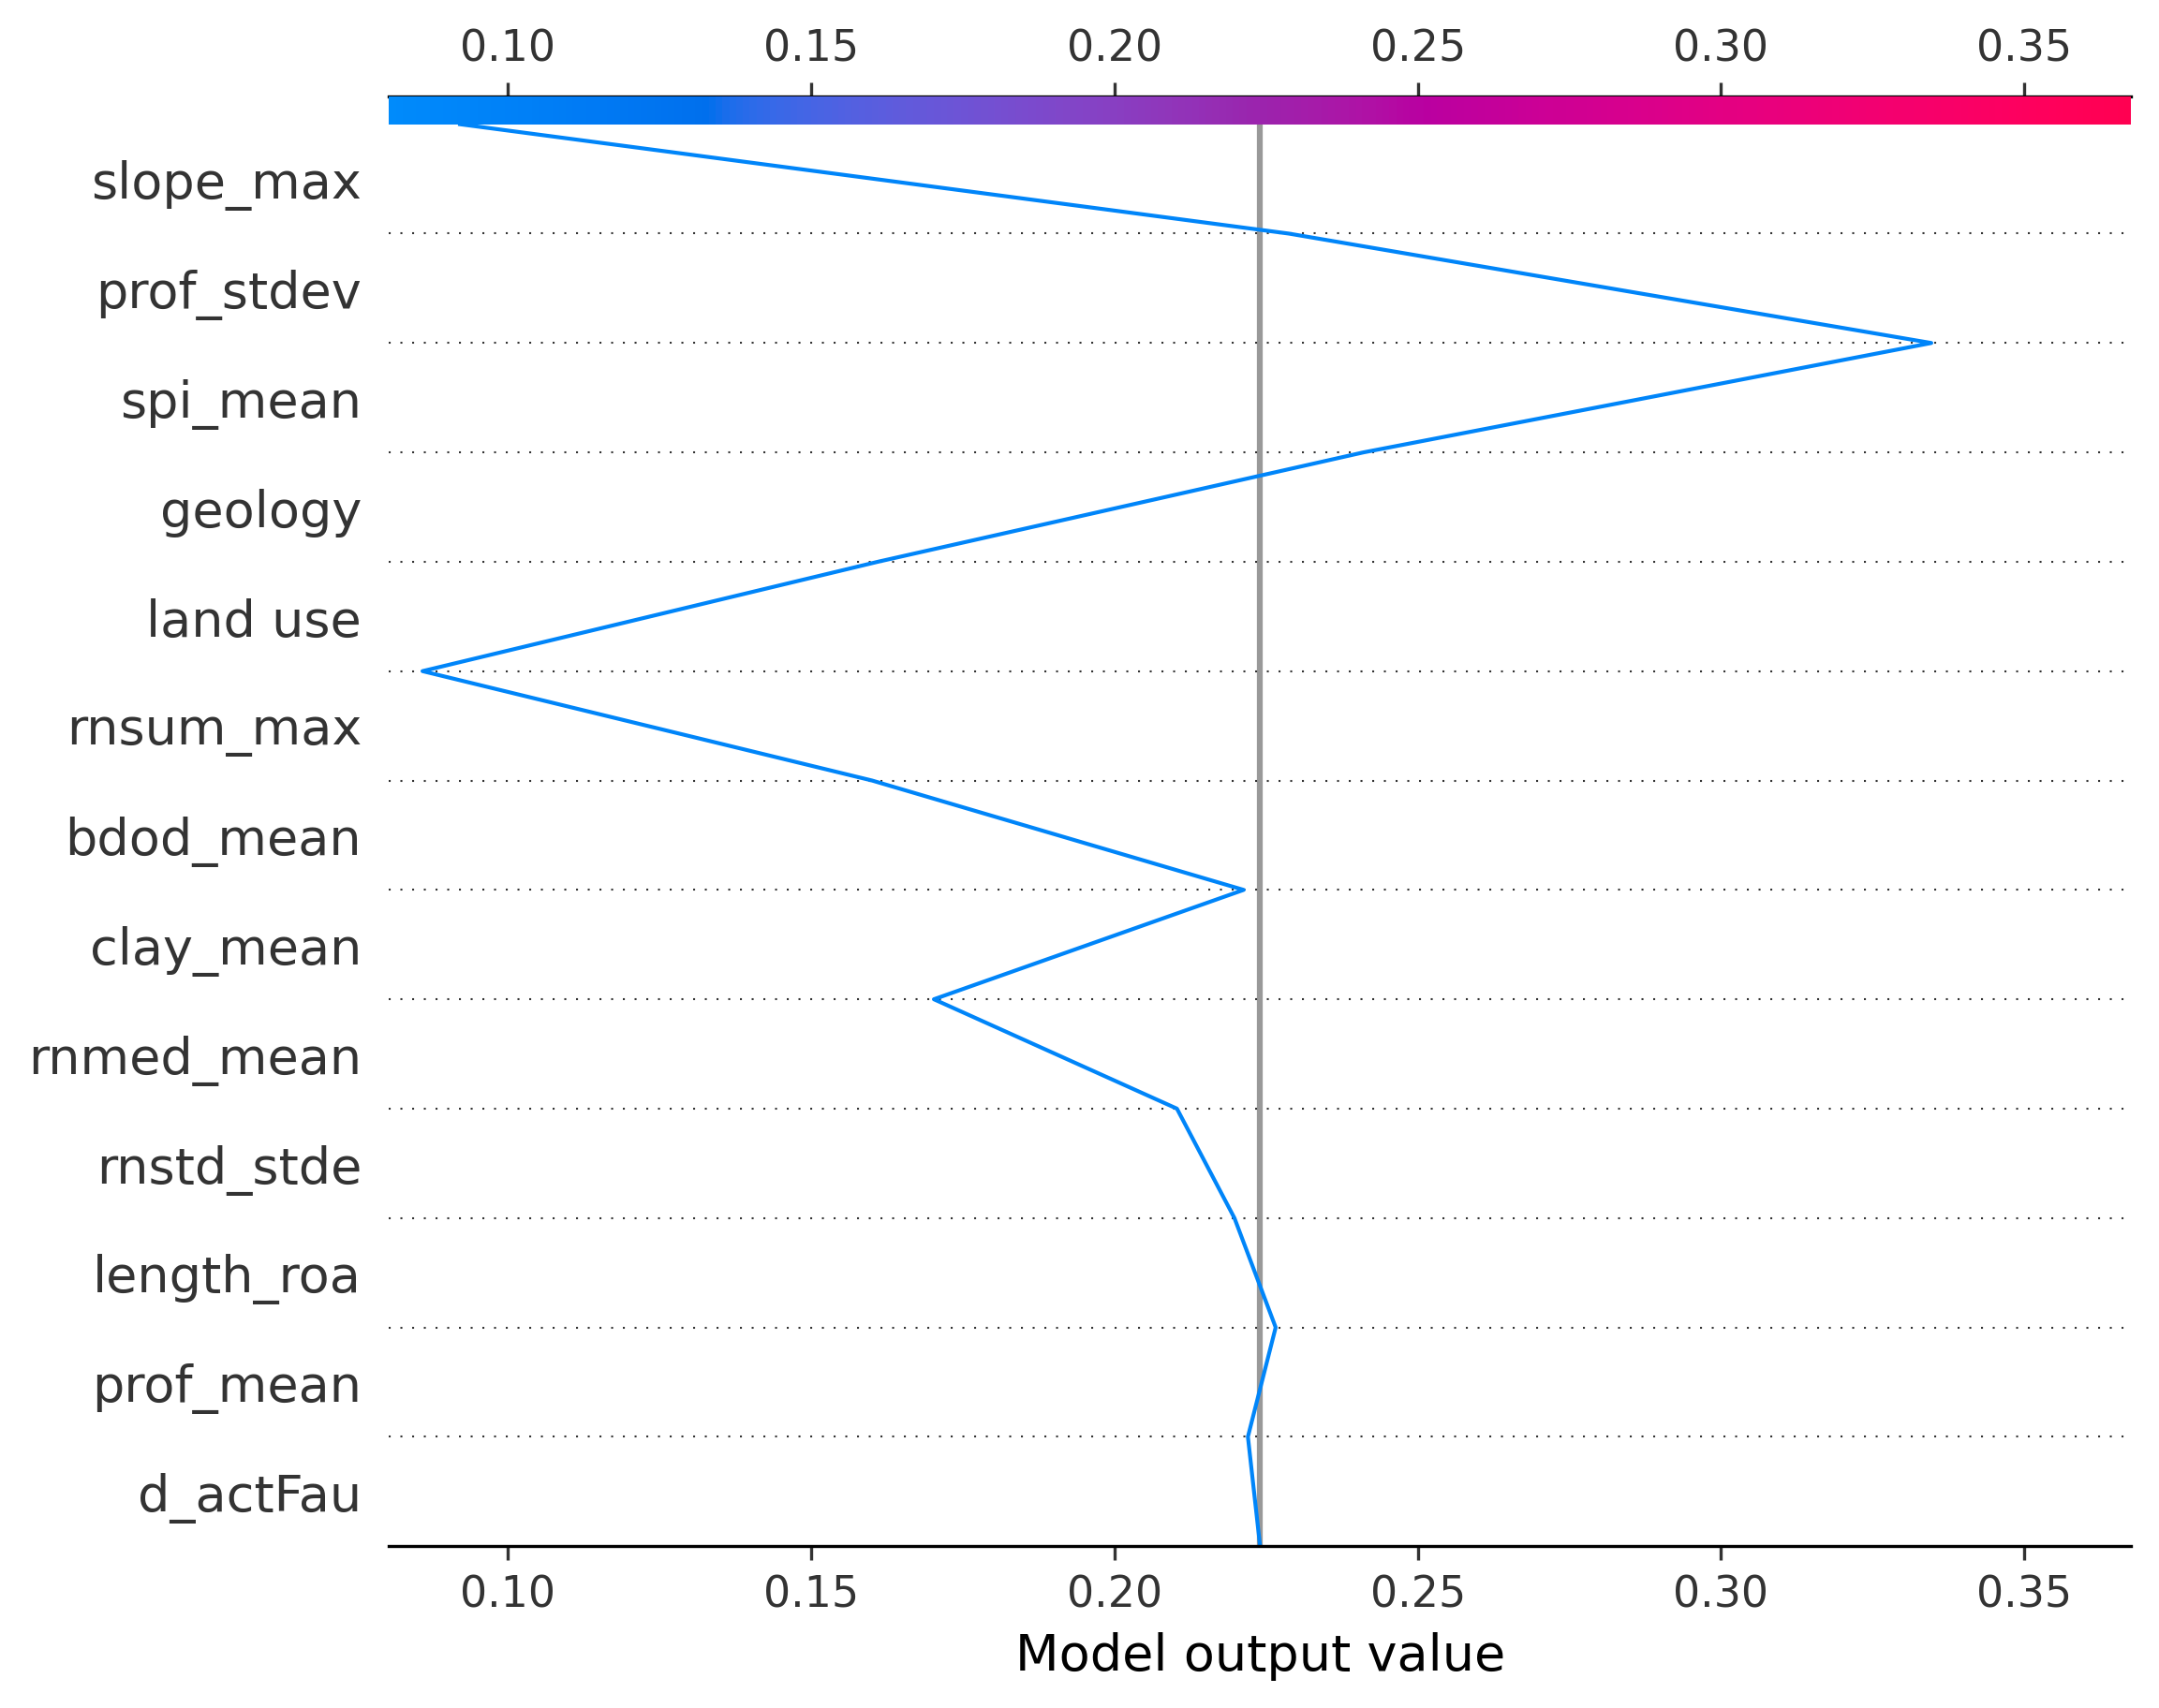 0.10 0.15 0.20 0.25 0.30 0.35
slope_max
prof_stdev
spi_mean
geology
land use
rnsum_max
bdod_mean
clay_mean
rnmed_mean
rnstd_stde
length_roa
prof_mean
d_actFau
0.10 0.15 0.20 0.25 0.30 0.35
Model output value